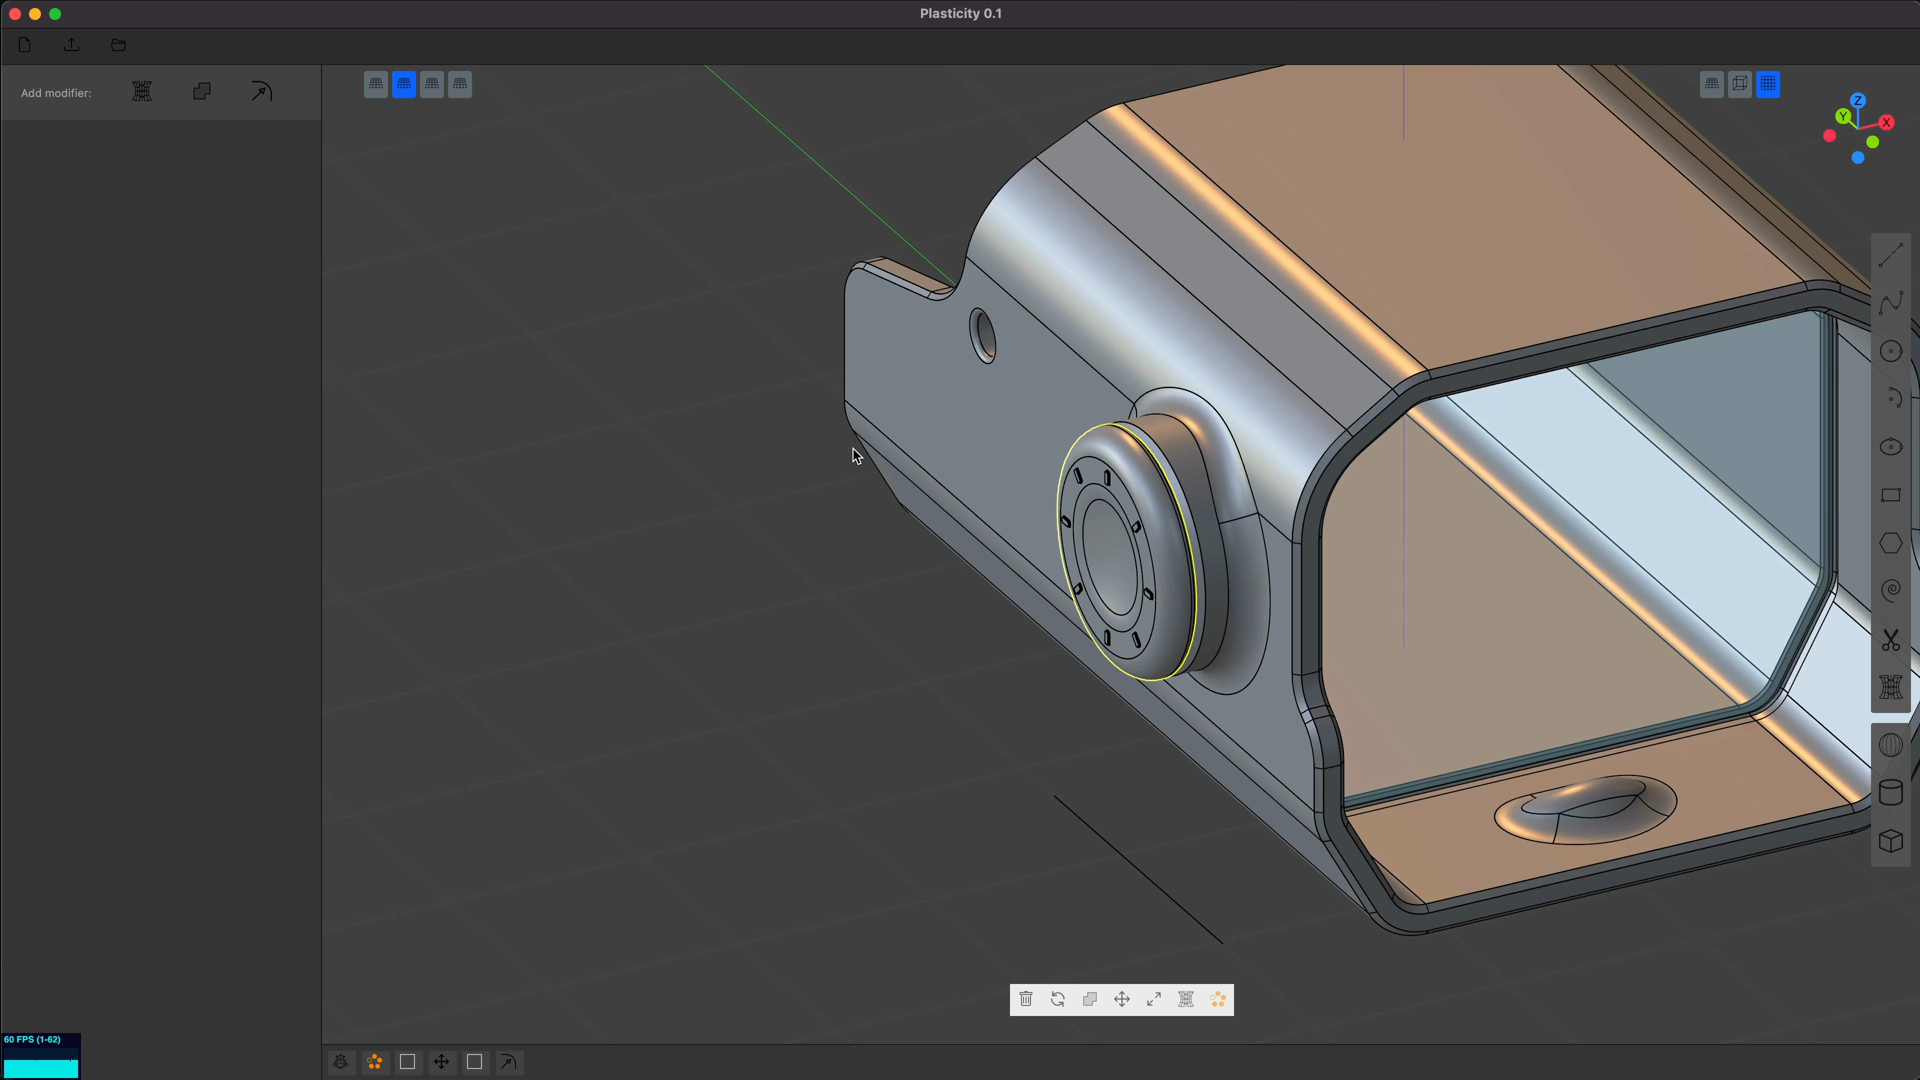 Plasticity 0.1
Add modifier:
Z
Y
X
60 FPS (1-62)